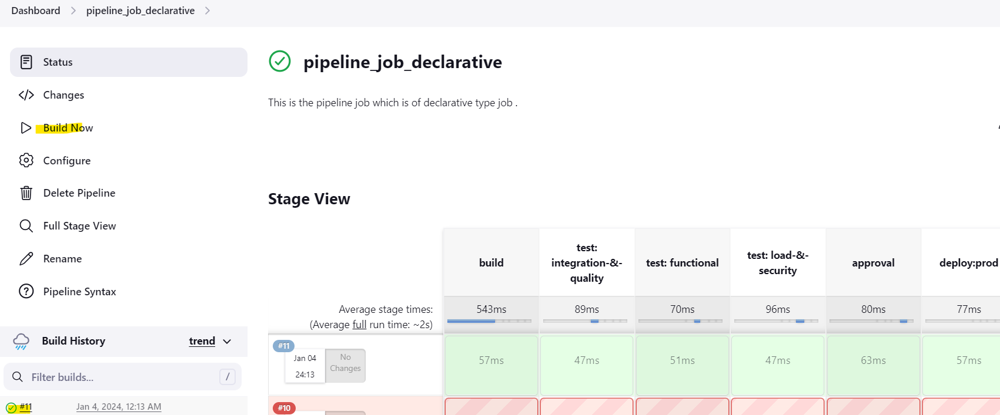 Dashboard
pipeline_job_declarative
Status
Changes
Build Now
Configure
Delete Pipeline
Full Stage View
Rename
Pipeline Syntax
Build History
trend
Filter builds...
/
#11
Jan 4, 2024, 12:13 AM
pipeline_job_declarative
This is the pipeline job which is of declarative type job .
Stage View
build
test:
integration-&-
quality
test: functional
test: load-&-
security
approval
deploy:prod
Average stage times:
(Average full run time: ~2s)
543ms
89ms
70ms
96ms
80ms
77ms
#11
Jan 04
24:13
No
Changes
57ms
47ms
51ms
47ms
63ms
57ms
#10